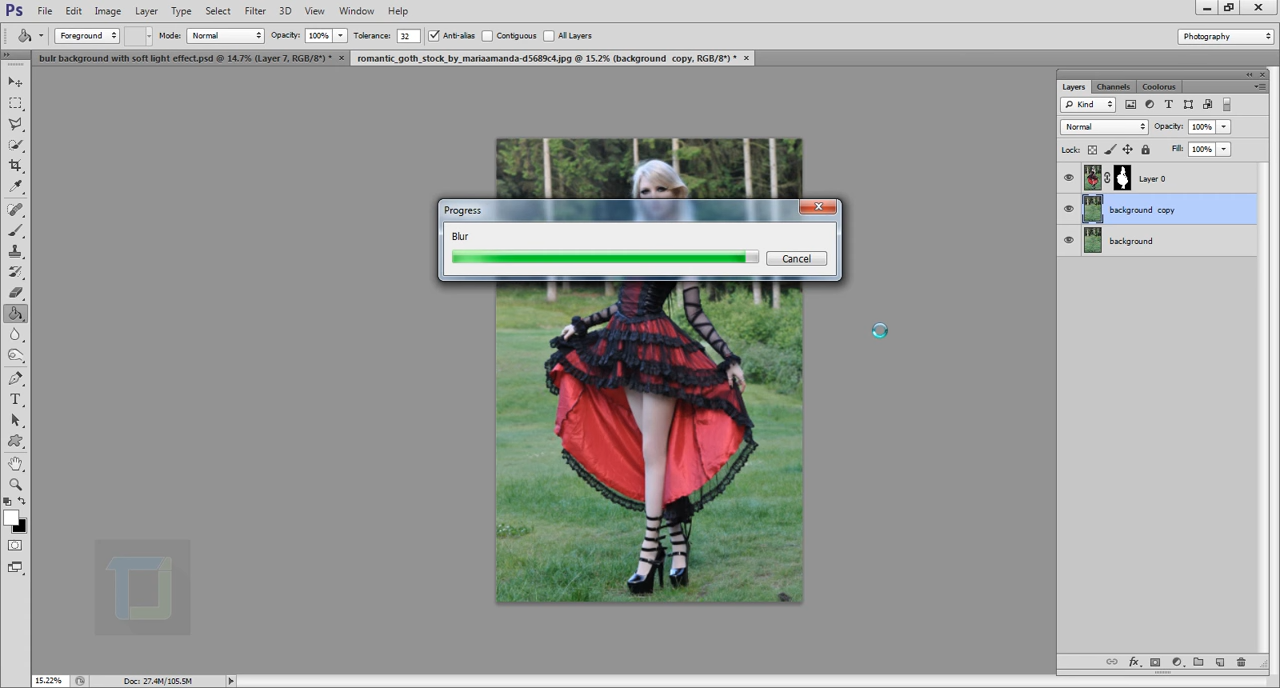 Ps File Edit Image Layer Type Select Filter 3D View Window Help
Foreground Mode: Normal Opacity: 100% Tolerance: 32 Anti-alias Contiguous All Layers Photography
bulr background with soft light effect.psd @ 14.7% (Layer 7, RGB/8*) * × romantic_goth_stock_by_mariaamanda-d5689c4.jpg @ 15.2% (background copy, RGB/8*) * ×
Layers Channels Coolorus
Kind
Normal Opacity: 100%
Lock: Fill: 100%
Layer 0
background copy
background
Progress
Blur
Cancel
T
15.22% Doc: 27.4M/105.5M